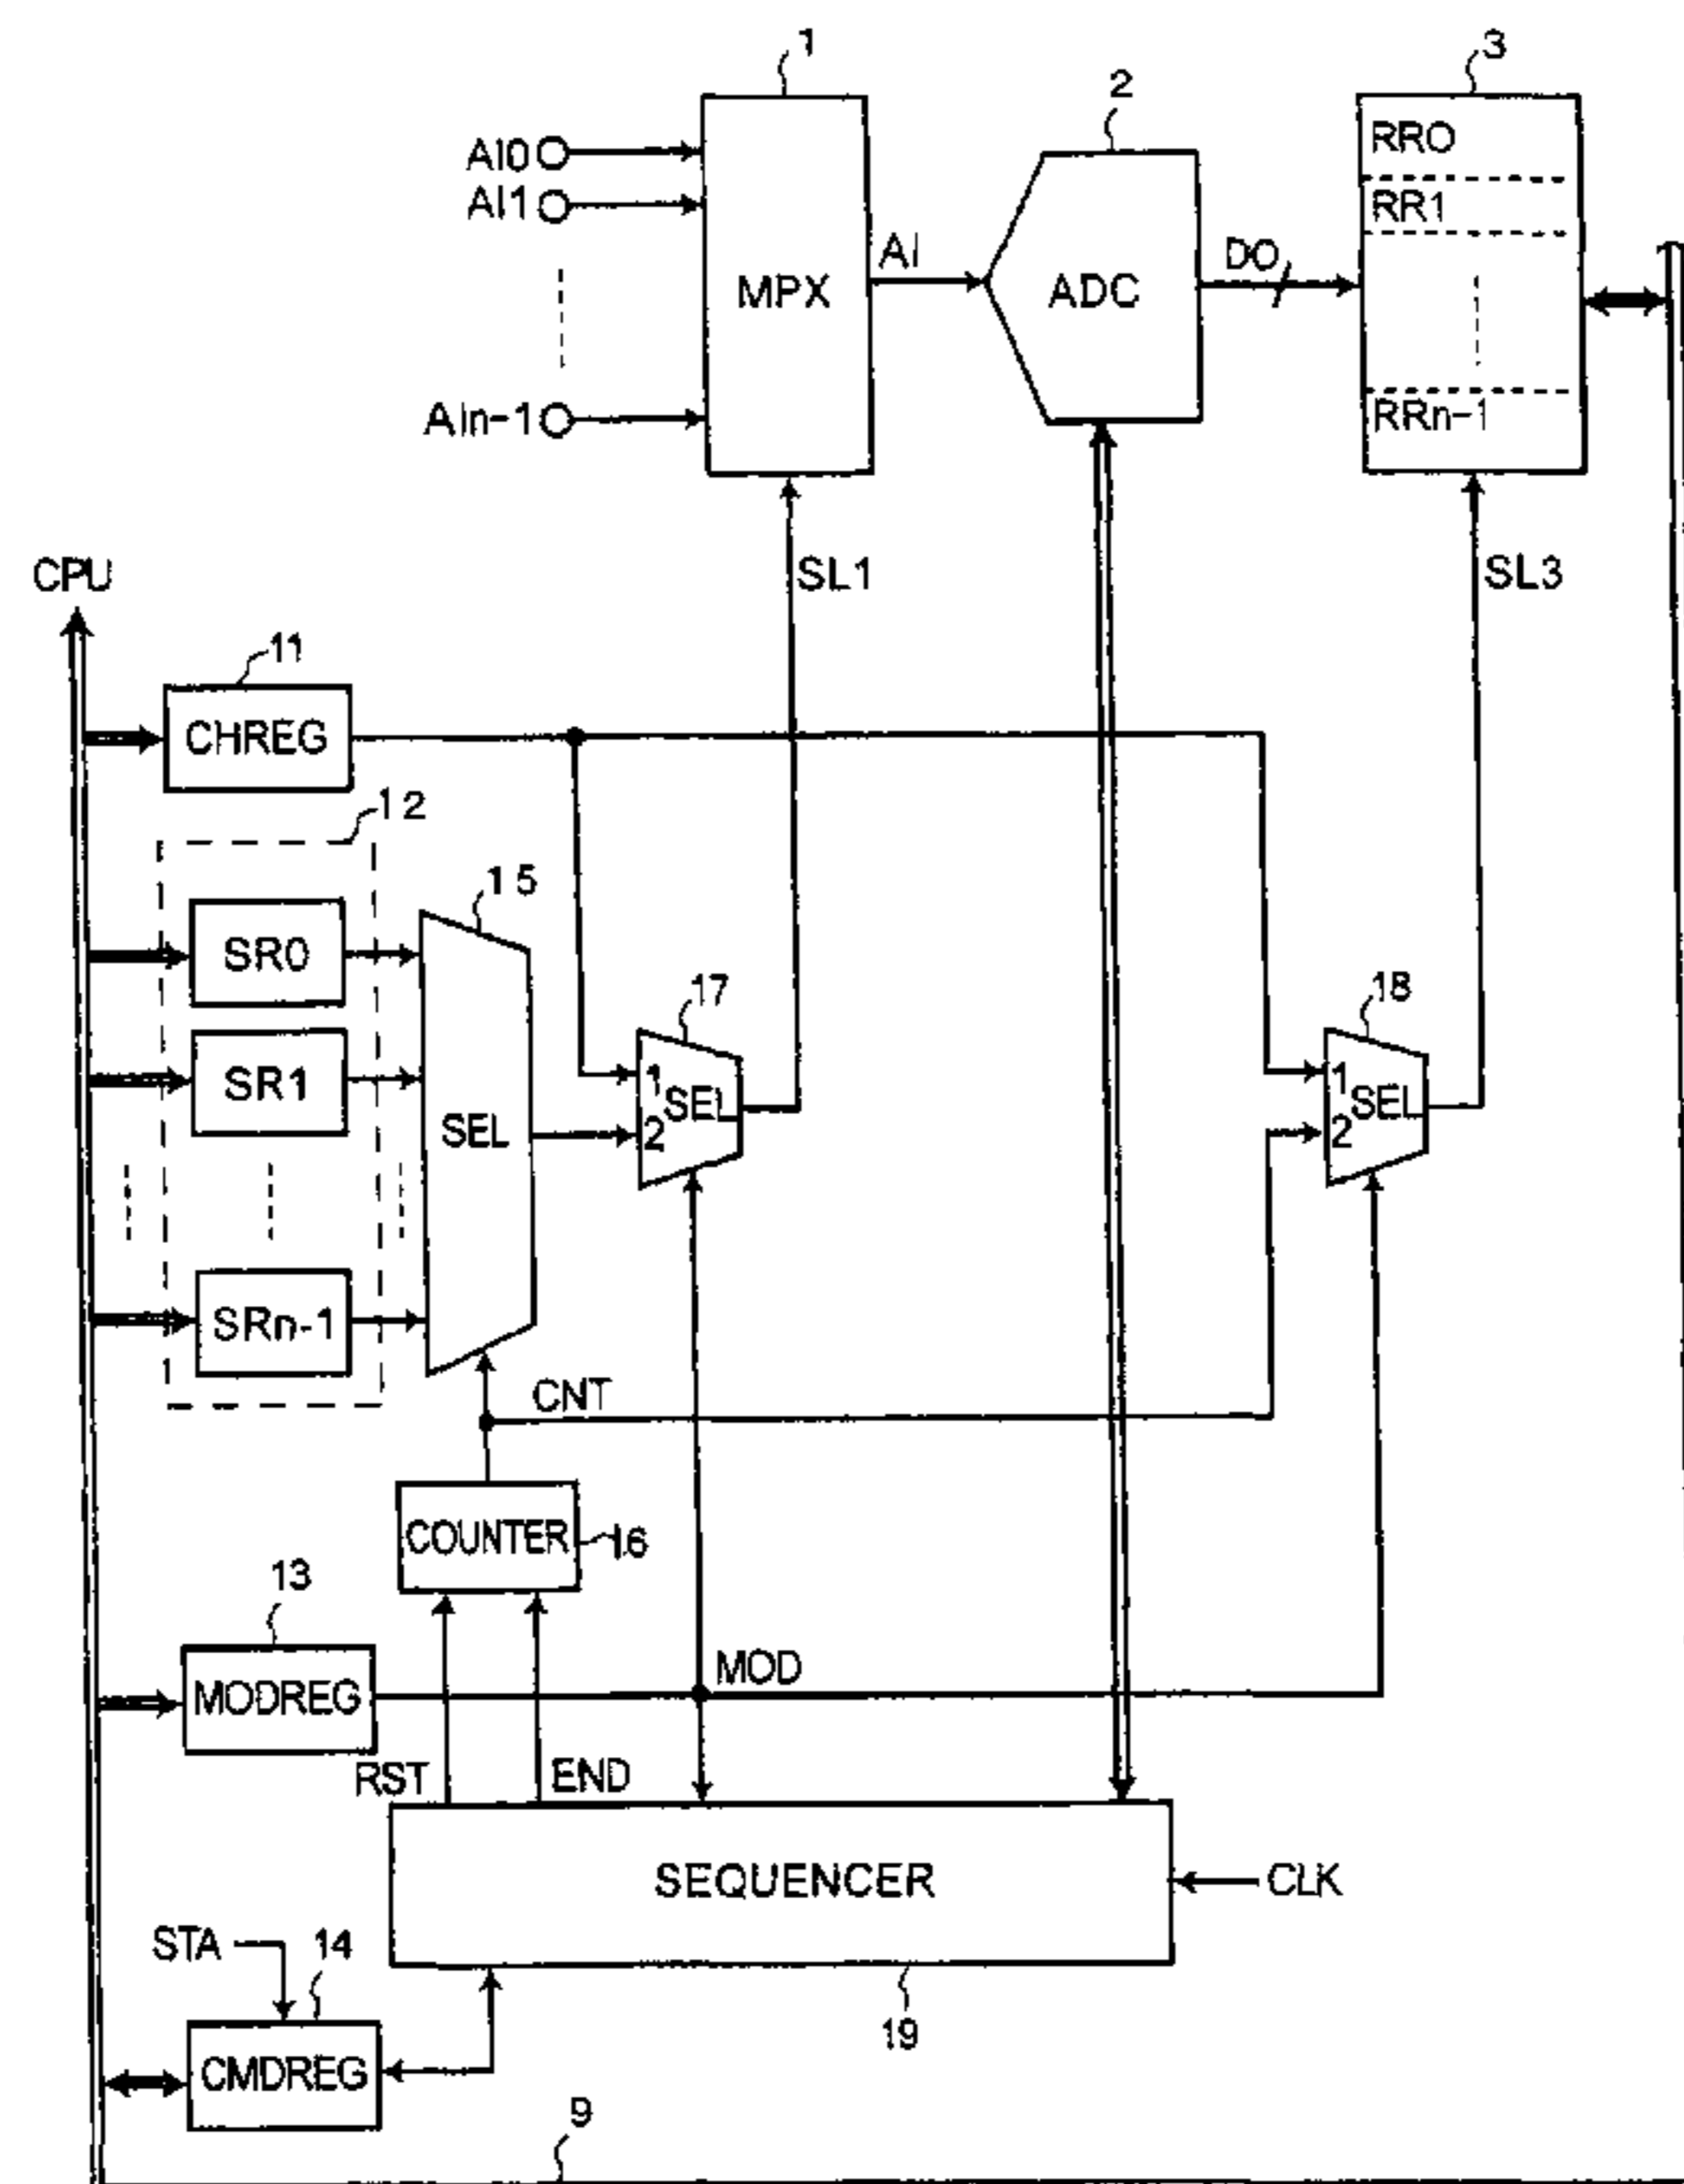 1
2
3
AI0
AI1
AIn-1
MPX
AI
ADC
DO
RR0
RR1
RRn-1
CPU
SL1
SL3
11
CHREG
12
SR0
SR1
SRn-1
15
SEL
17
1
2
SEL
18
1
2
SEL
CNT
COUNTER
16
13
MODREG
MOD
RST
END
SEQUENCER
CLK
STA
14
CMDREG
19
9